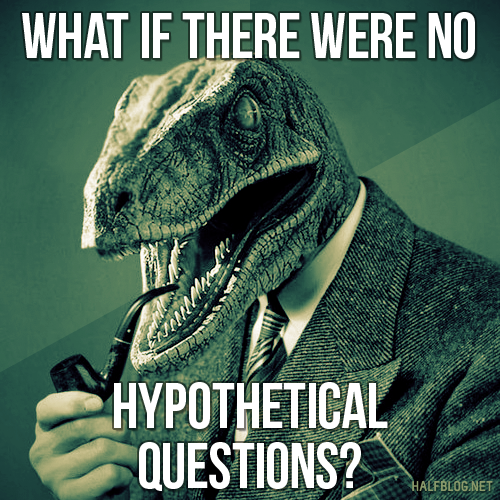 WHAT IF THERE WERE NO
HYPOTHETICAL
QUESTIONS?
HALFBLOG.NET